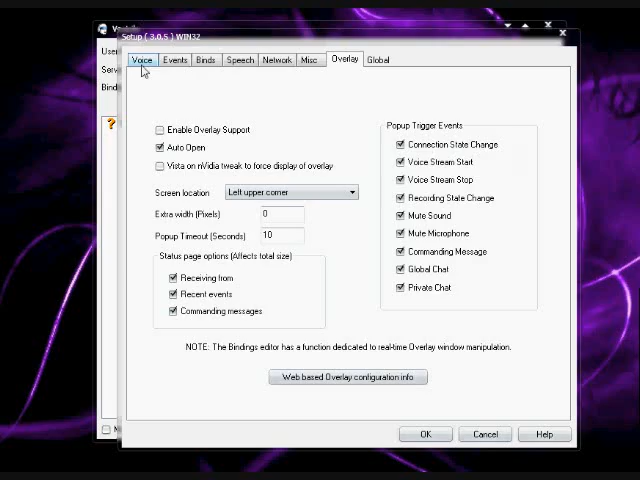 Setup ( 3.0.5 ) WIN32
Voice Events Binds Speech Network Misc Overlay Global
Enable Overlay Support
Auto Open
Vista on nVidia tweak to force display of overlay
Screen location Left upper corner
Extra width (Pixels) 0
Popup Timeout (Seconds) 10
Status page options (Affects total size)
Receiving from
Recent events
Commanding messages
Popup Trigger Events
Connection State Change
Voice Stream Start
Voice Stream Stop
Recording State Change
Mute Sound
Mute Microphone
Commanding Message
Global Chat
Private Chat
NOTE: The Bindings editor has a function dedicated to real-time Overlay window manipulation.
Web based Overlay configuration info
OK Cancel Help